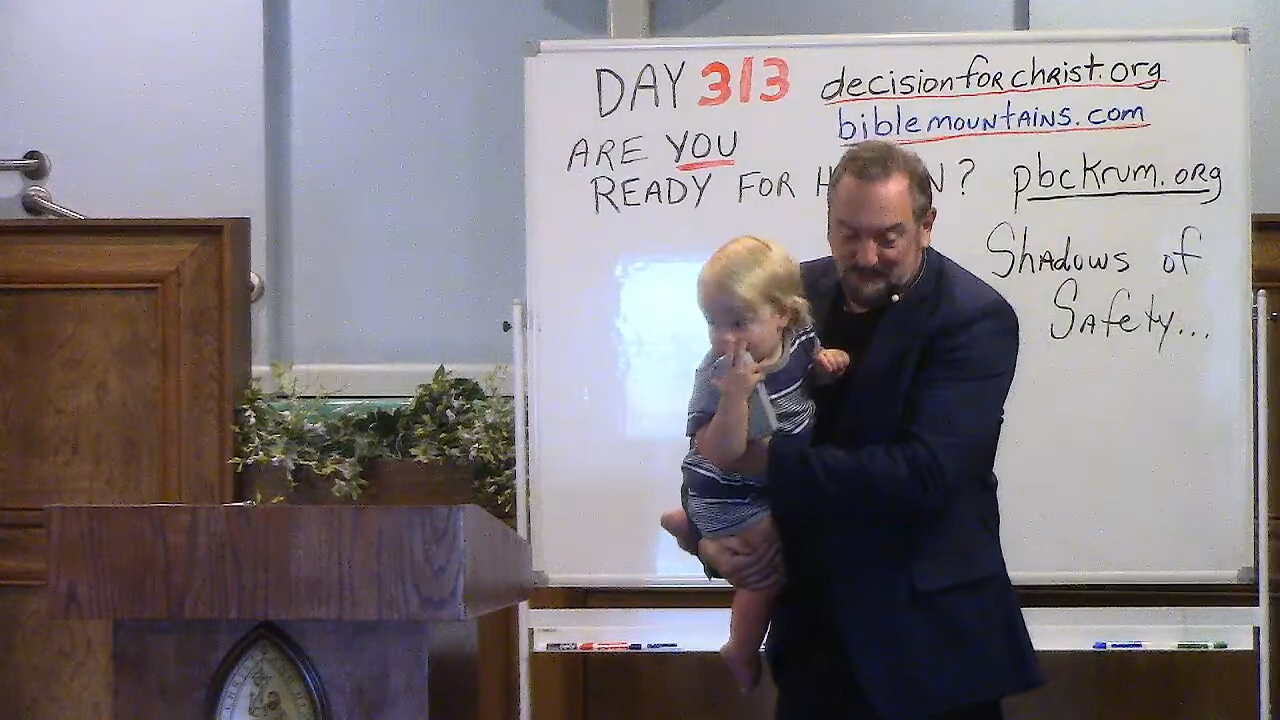 DAY 313 decisionforchrist.org
biblemountains.com
ARE YOU
READY FOR H N? pbckrum.org
Shadows of
Safety...